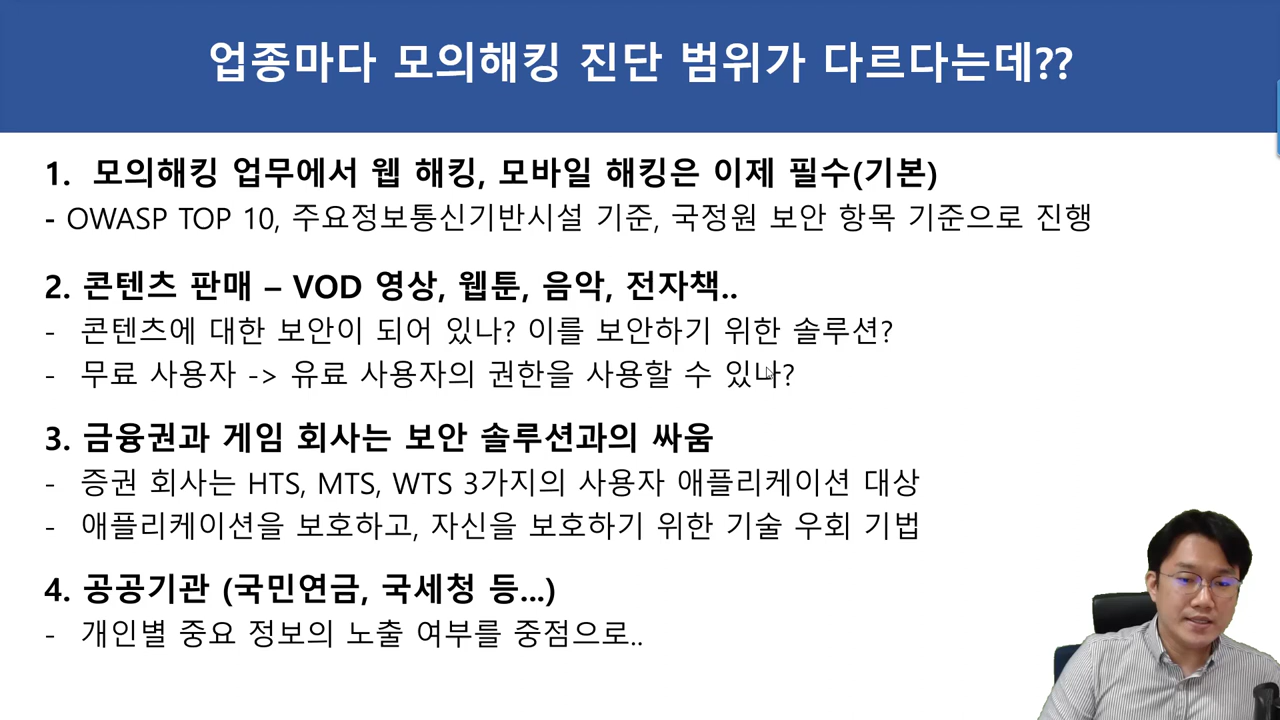 업종마다 모의해킹 진단 범위가 다르다는데??
1. 모의해킹 업무에서 웹 해킹, 모바일 해킹은 이제 필수(기본)
- OWASP TOP 10, 주요정보통신기반시설 기준, 국정원 보안 항목 기준으로 진행
2. 콘텐츠 판매 – VOD 영상, 웹툰, 음악, 전자책..
- 콘텐츠에 대한 보안이 되어 있나? 이를 보안하기 위한 솔루션?
- 무료 사용자 -> 유료 사용자의 권한을 사용할 수 있나?
3. 금융권과 게임 회사는 보안 솔루션과의 싸움
- 증권 회사는 HTS, MTS, WTS 3가지의 사용자 애플리케이션 대상
- 애플리케이션을 보호하고, 자신을 보호하기 위한 기술 우회 기법
4. 공공기관 (국민연금, 국세청 등...)
- 개인별 중요 정보의 노출 여부를 중점으로..